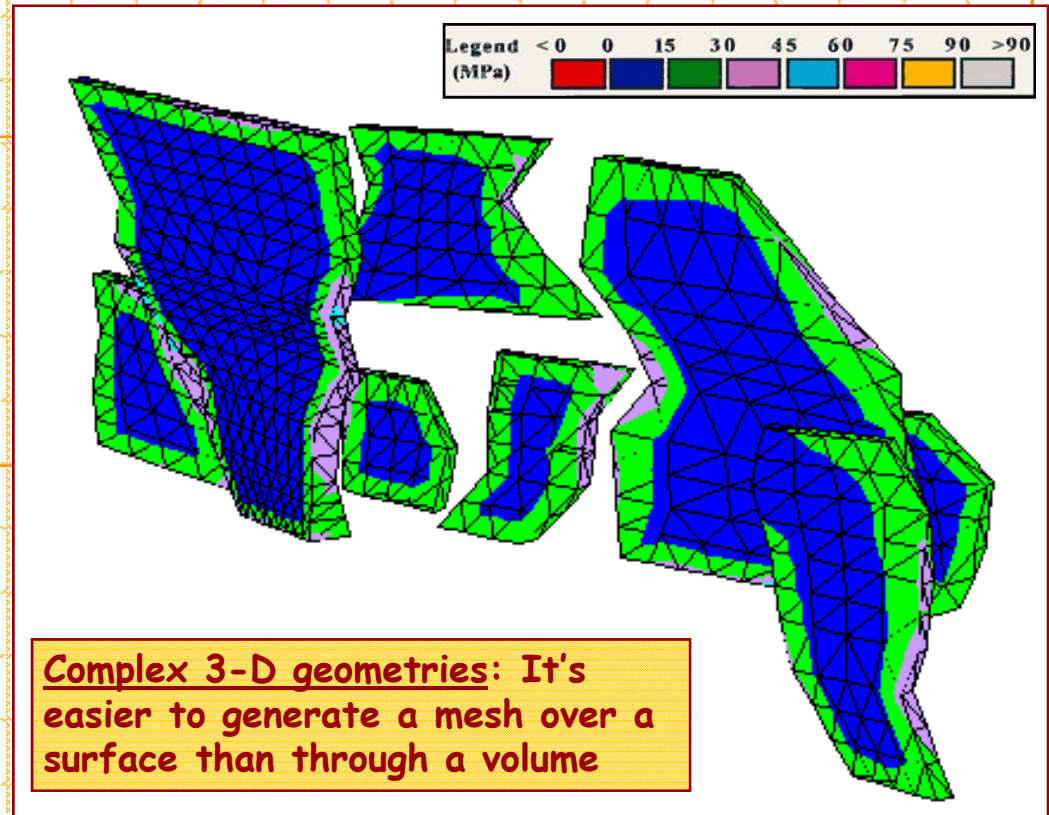 Legend <0 0 15 30 45 60 75 90 >90
(MPa)
Complex 3-D geometries: It's
easier to generate a mesh over a
surface than through a volume